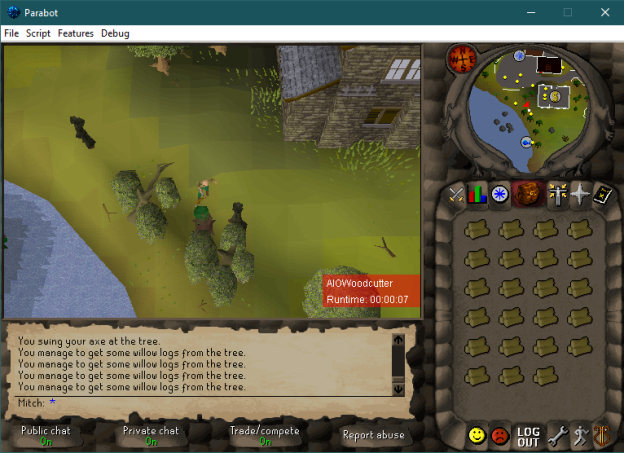 Parabot
File Script Features Debug
N
W E
S
AIOWoodcutter
Runtime: 00:00:07
You swing your axe at the tree.
You manage to get some willow logs from the tree.
You manage to get some willow logs from the tree.
You manage to get some willow logs from the tree.
You manage to get some willow logs from the tree.
Mitch: *
Public chat Private chat Trade/compete Report abuse
On On On
LOG
OUT